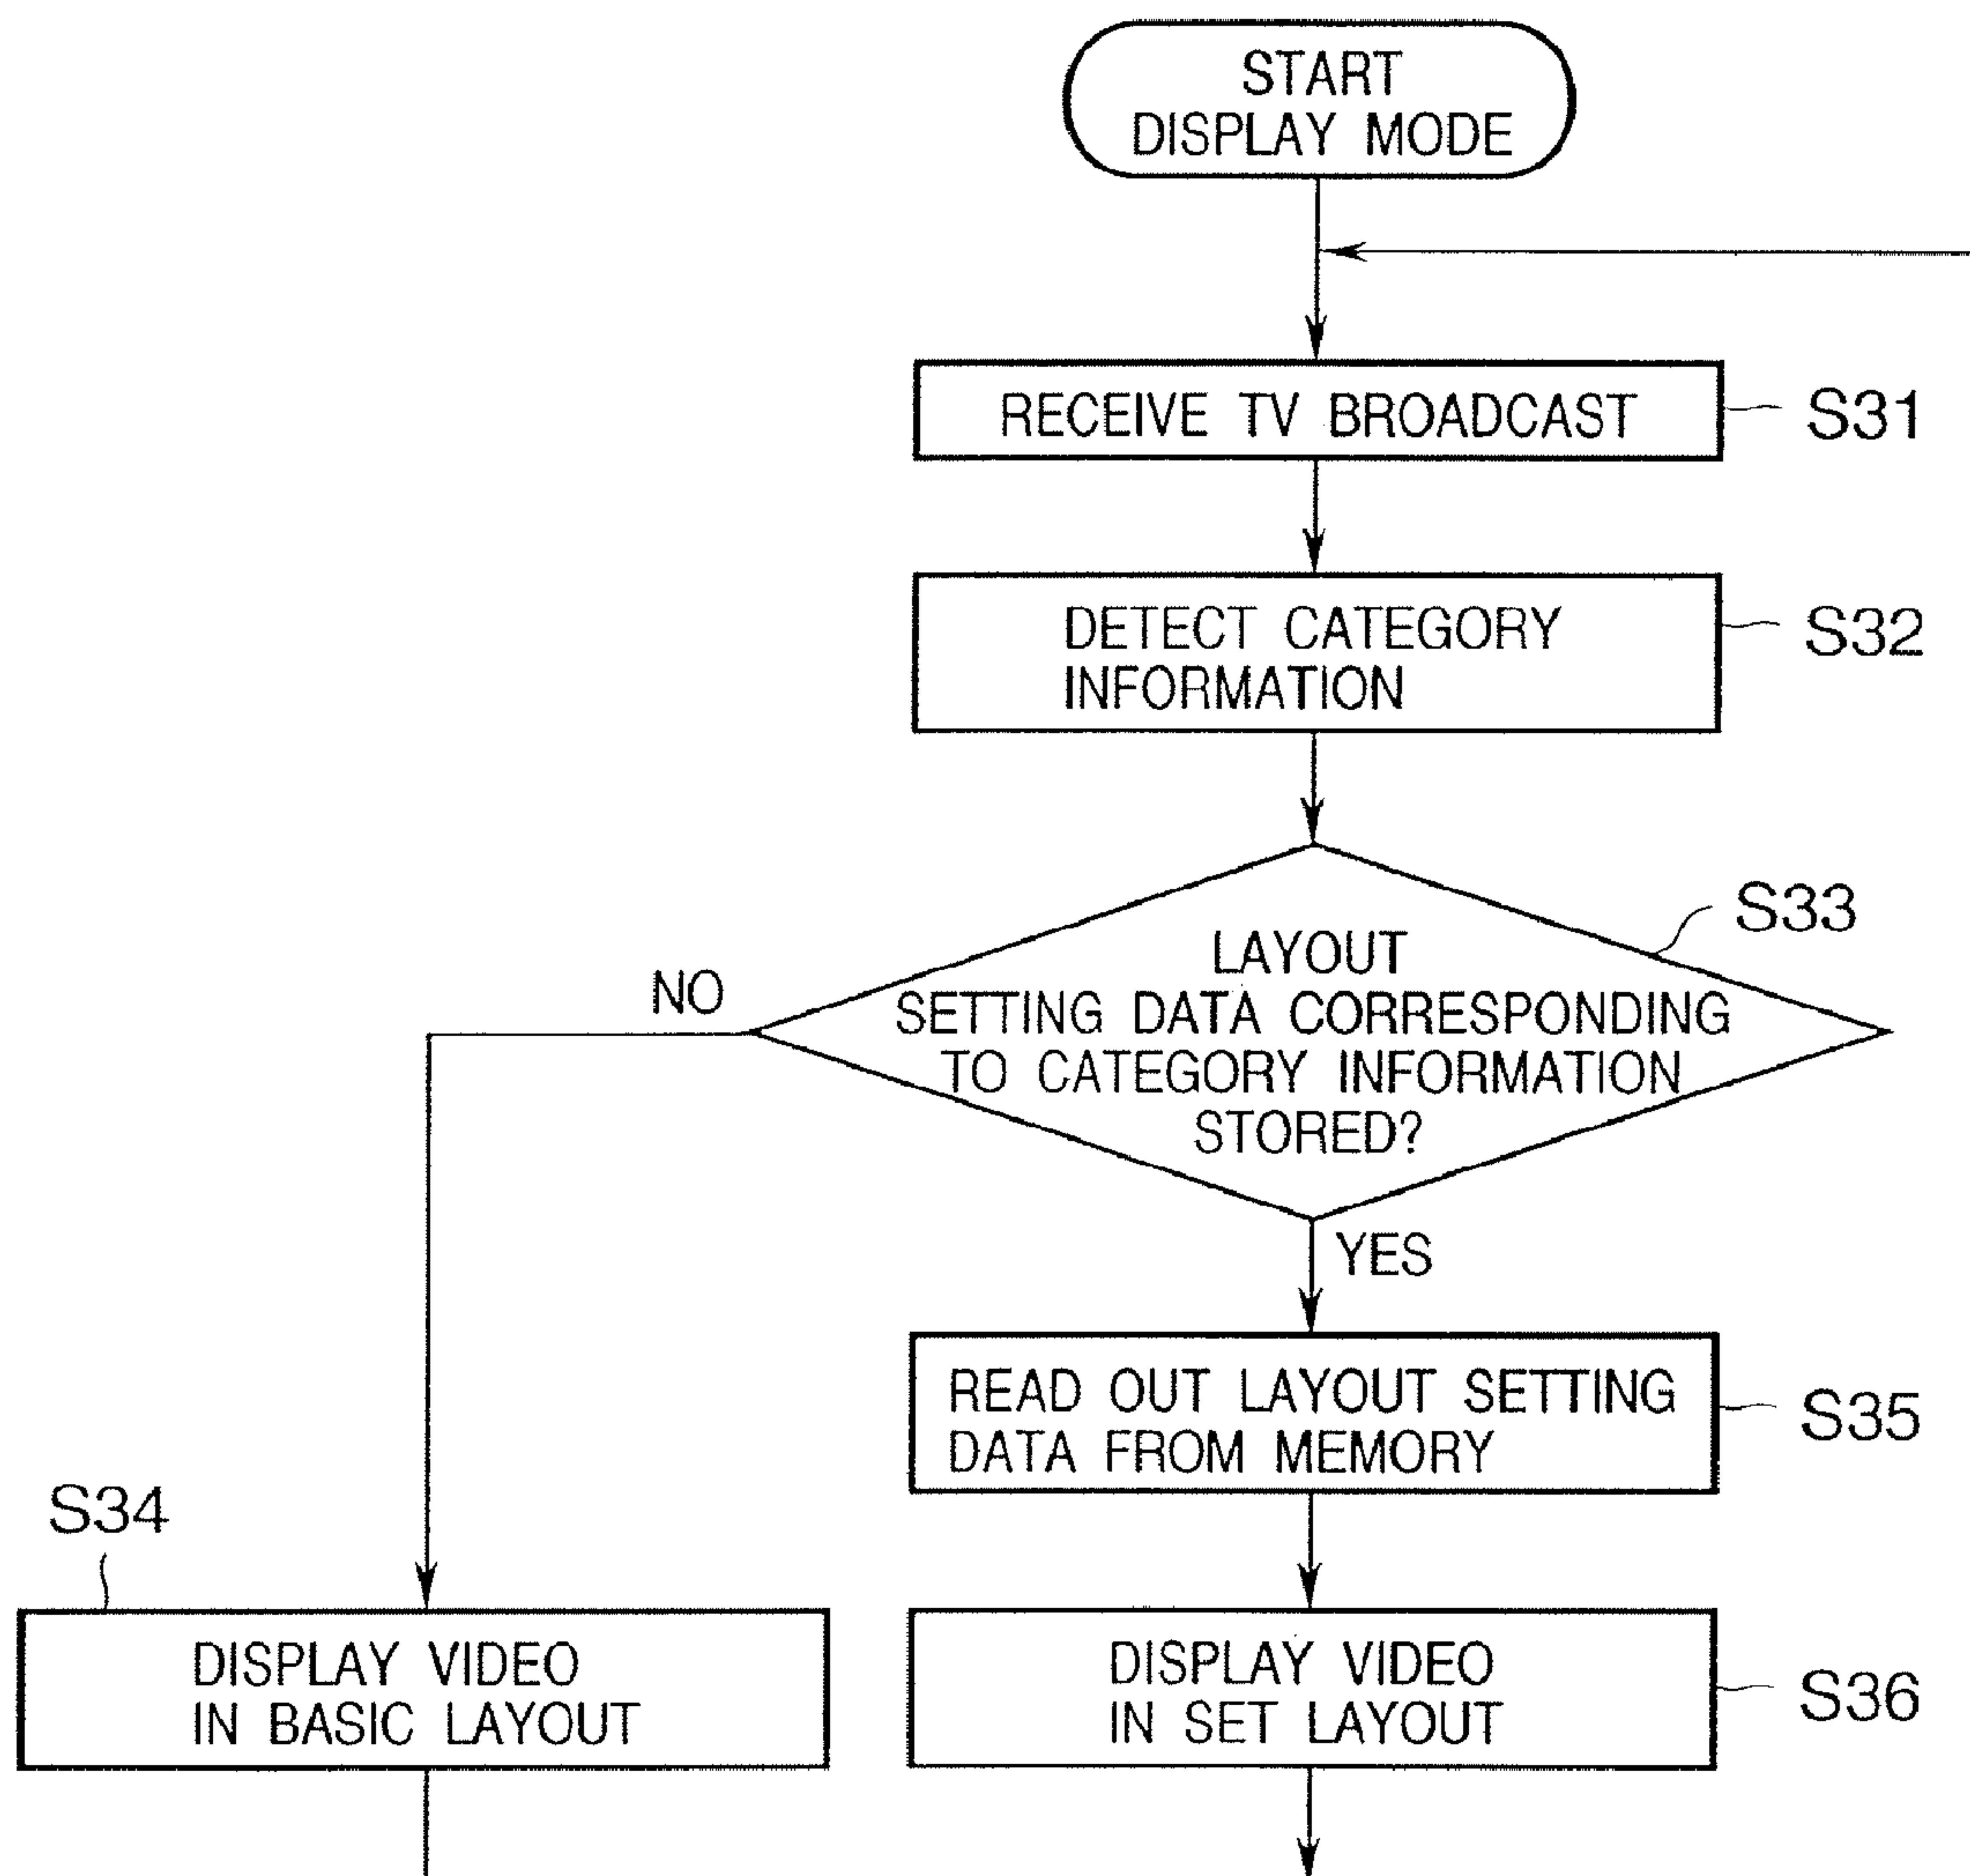 START
DISPLAY MODE
RECEIVE TV BROADCAST
S31
DETECT CATEGORY
INFORMATION
S32
S33
LAYOUT
SETTING DATA CORRESPONDING
TO CATEGORY INFORMATION
STORED?
NO
YES
READ OUT LAYOUT SETTING
DATA FROM MEMORY
S35
S34
DISPLAY VIDEO
IN BASIC LAYOUT
DISPLAY VIDEO
IN SET LAYOUT
S36